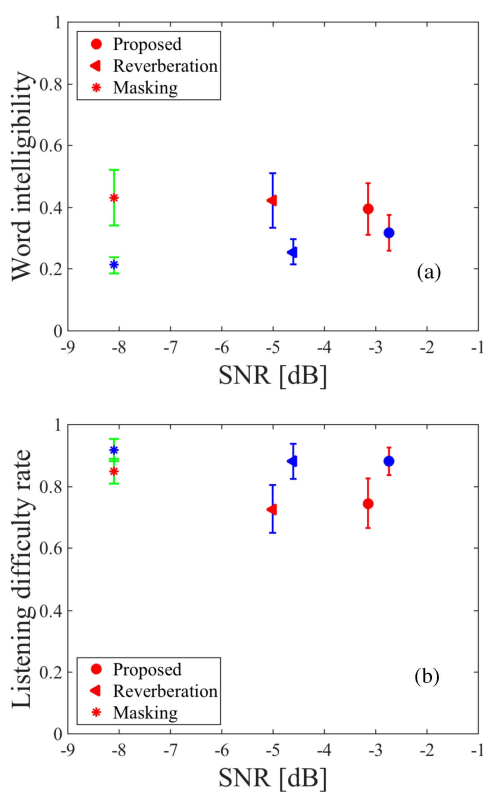 1
Proposed
Reverberation
Masking
0.8
0.6
0.4
0.2
0
Word intelligibility
(a)
-9 -8 -7 -6 -5 -4 -3 -2 -1
SNR [dB]
1
0.8
0.6
0.4
0.2
0
Listening difficulty rate
Proposed
Reverberation
Masking
(b)
-9 -8 -7 -6 -5 -4 -3 -2 -1
SNR [dB]